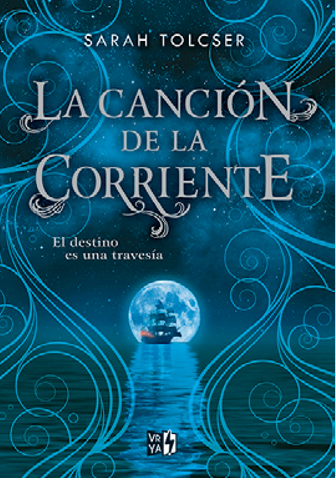 SARAH TOLCSER
LA CANCIÓN
DE LA
CORRIENTE
El destino
es una travesía
VR
YA